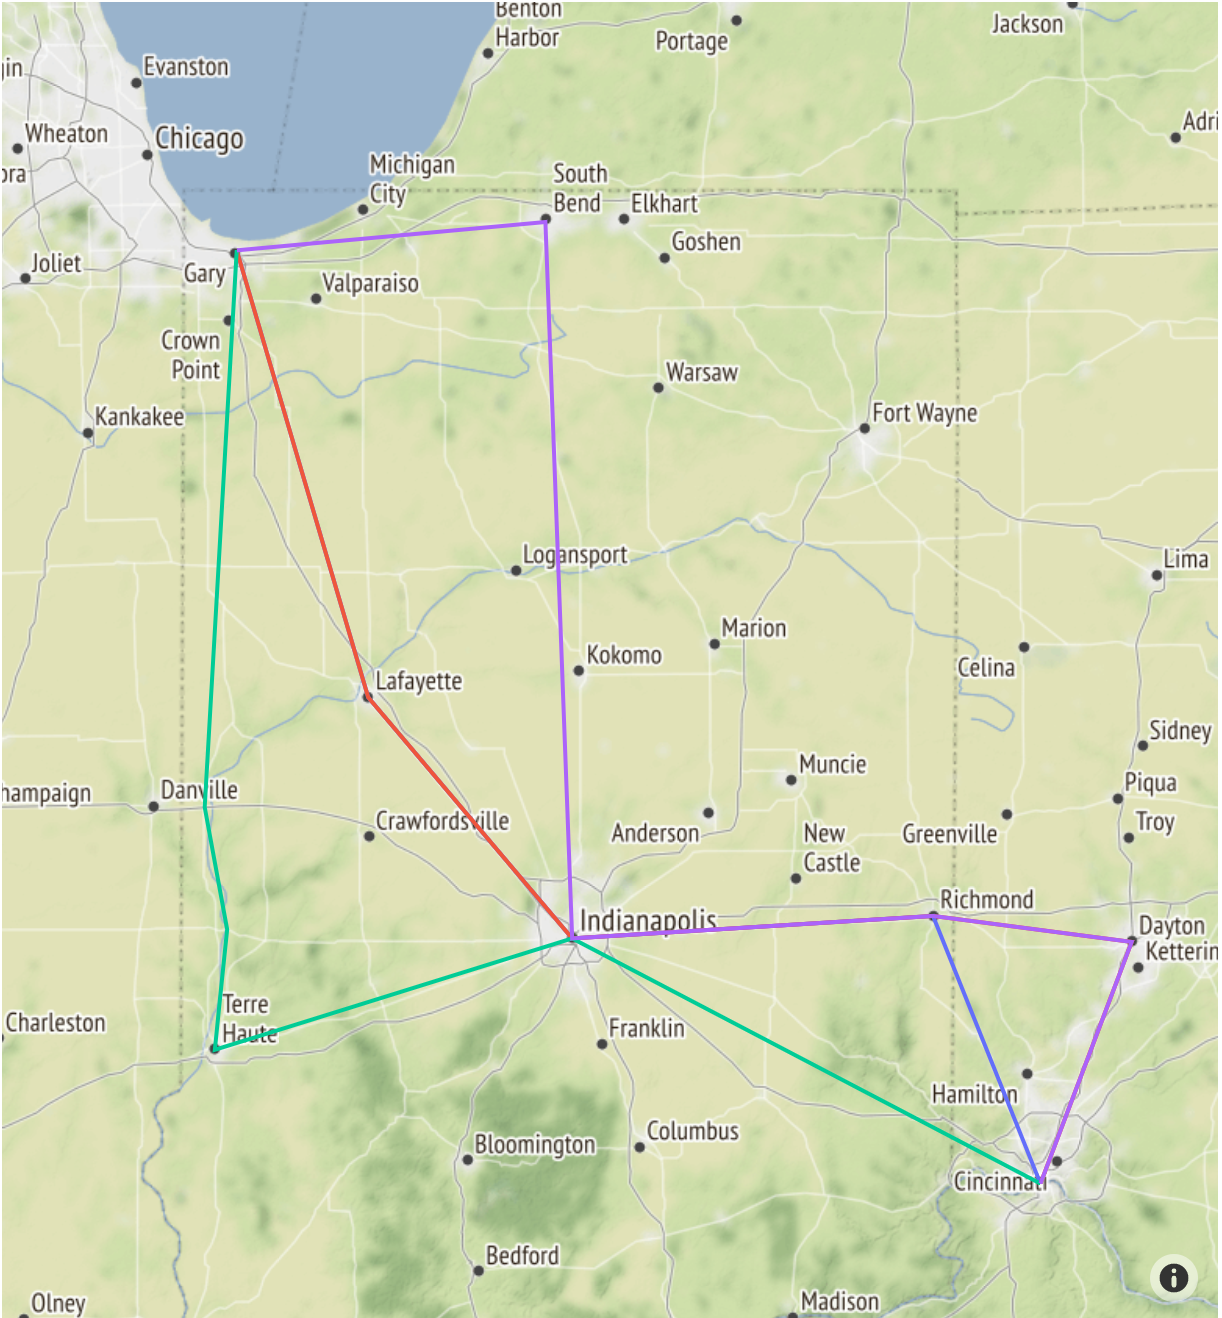 Benton
Harbor
Portage
Jackson
gin
Evanston
Wheaton
Chicago
Adri
ora
Michigan
City
South
Bend
Elkhart
Goshen
Joliet
Gary
Valparaiso
Crown
Point
Warsaw
Kankakee
Fort Wayne
Logansport
Lima
Marion
Kokomo
Celina
Lafayette
Sidney
Muncie
Piqua
hampaign
Danville
Crawfordsville
Anderson
New
Castle
Greenville
Troy
Richmond
Indianapolis
Dayton
Ketterin
Terre
Haute
Charleston
Franklin
Hamilton
Columbus
Bloomington
Cincinnati
Bedford
Olney
Madison
i